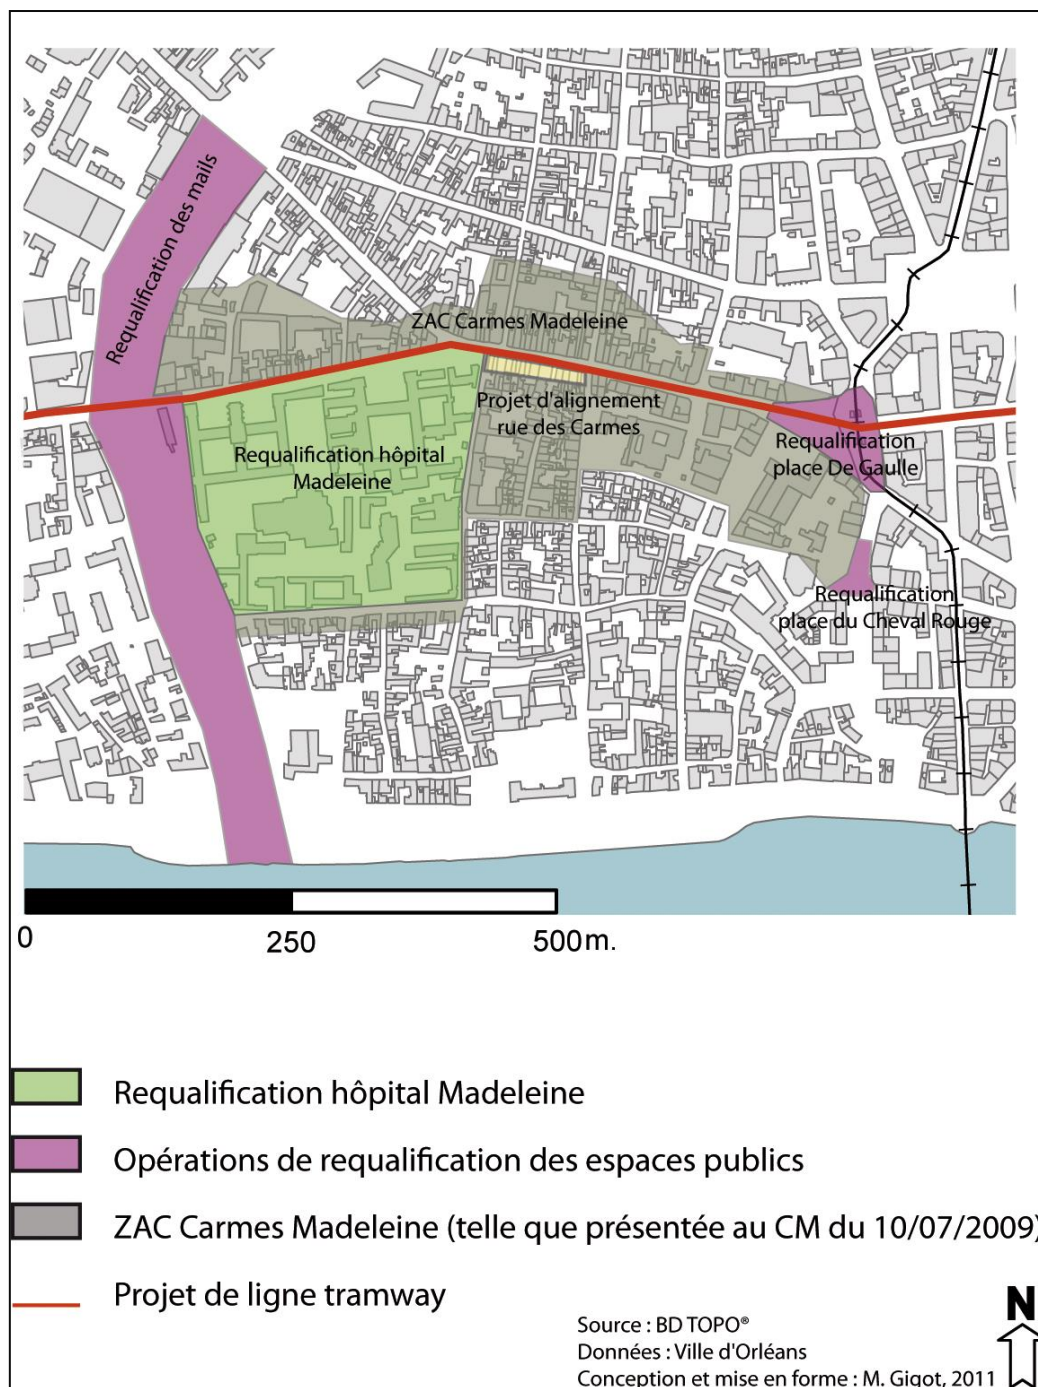 Requalification des mails
ZAC Carmes Madeleine
Projet d'alignement
rue des Carmes
Requalification hôpital
Madeleine
Requalification
place De Gaulle
Requalification
place du Cheval Rouge
0
250
500m.
Requalification hôpital Madeleine
Opérations de requalification des espaces publics
ZAC Carmes Madeleine (telle que présentée au CM du 10/07/2009)
Projet de ligne tramway
N
Source : BD TOPO®
Données : Ville d'Orléans
Conception et mise en forme : M. Gigot, 2011